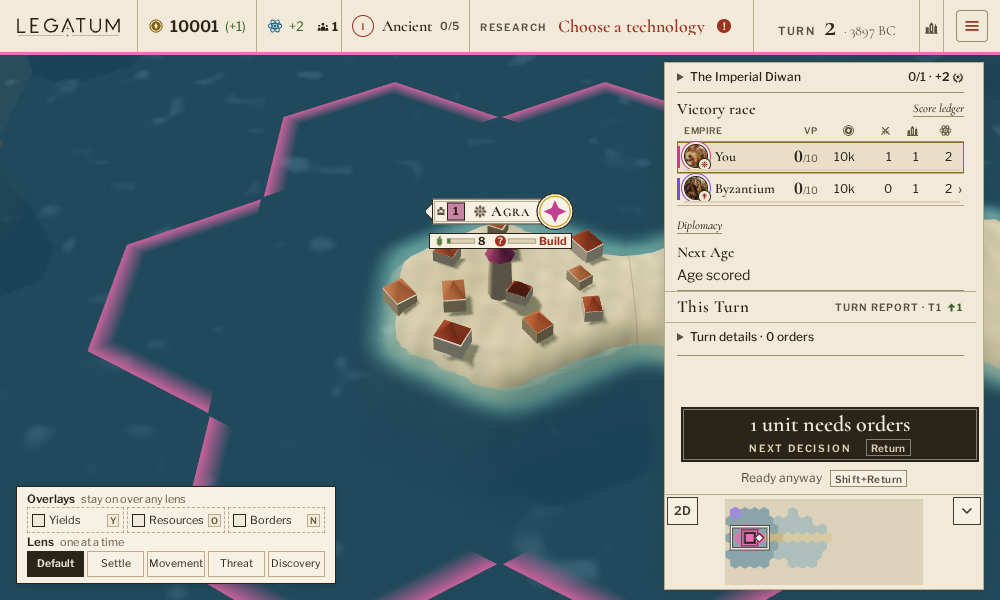 LEGATUM
10001 (+1)
+2
1
I Ancient 0/5
RESEARCH Choose a technology !
TURN 2 · 3897 BC
The Imperial Diwan 0/1 · +2
Victory race Score ledger
EMPIRE VP
You 0/10 10k 1 1 2
Byzantium 0/10 10k 0 1 2 ›
Diplomacy
Next Age
Age scored
This Turn TURN REPORT · T1 ↑1
Turn details · 0 orders
1 unit needs orders
NEXT DECISION Return
Ready anyway Shift+Return
2D
1 AGRA
8 ? Build
Overlays stay on over any lens
Yields Y Resources O Borders N
Lens one at a time
Default Settle Movement Threat Discovery